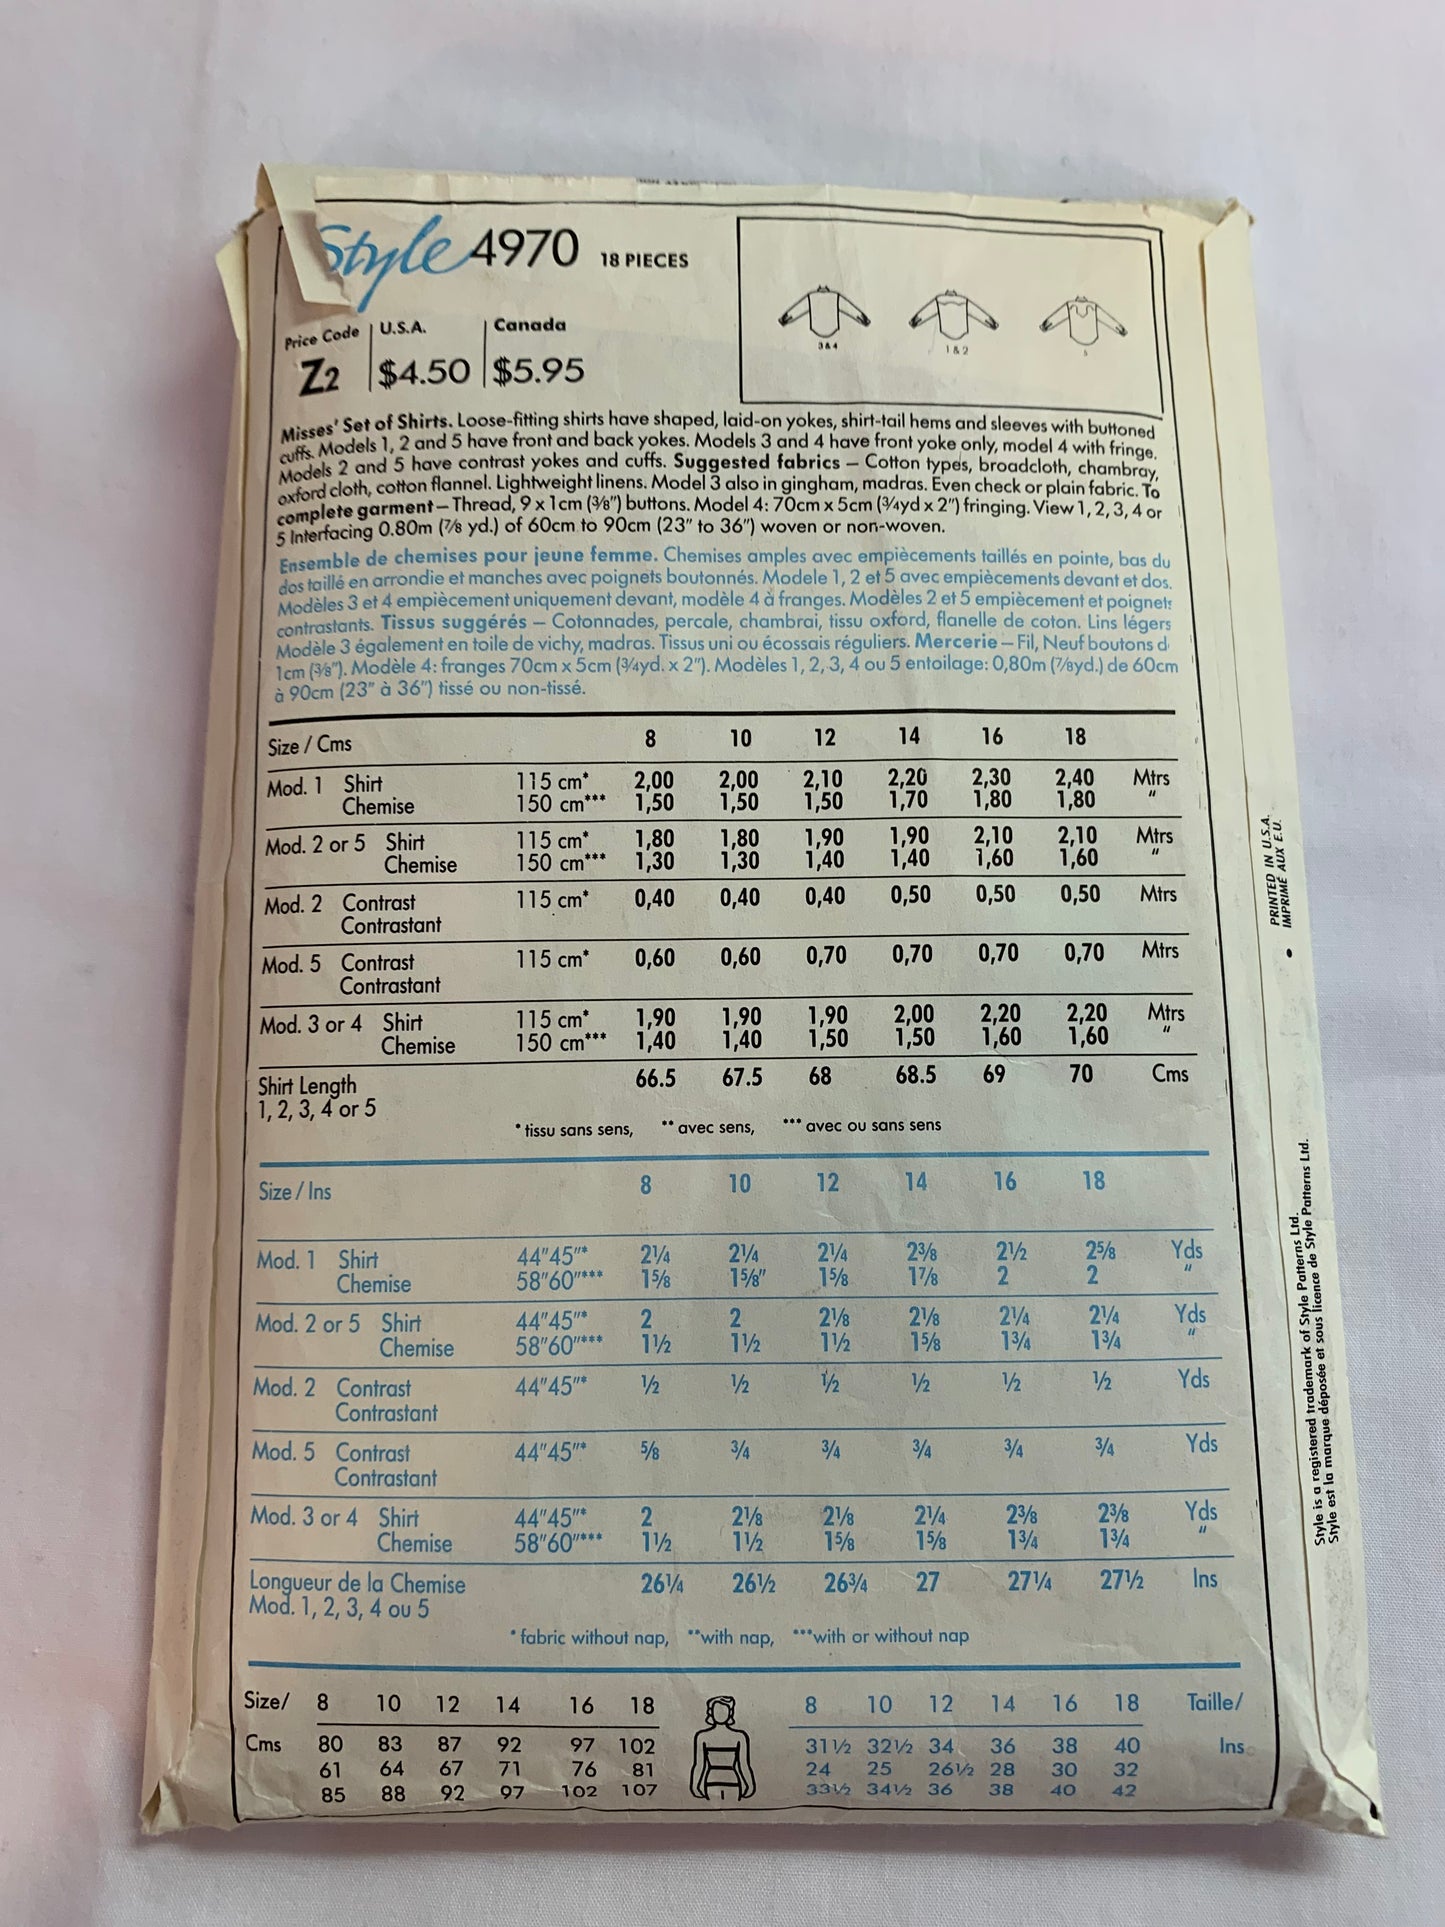 Style 4970 18 PIECES
Price Code U.S.A. Canada
Z2 $4.50 $5.95
3&4 1&2 5
Misses' Set of Shirts. Loose-fitting shirts have shaped, laid-on yokes, shirt-tail hems and sleeves with buttoned
cuffs. Models 1, 2 and 5 have front and back yokes. Models 3 and 4 have front yoke only, model 4 with fringe.
Models 2 and 5 have contrast yokes and cuffs. Suggested fabrics – Cotton types, broadcloth, chambray,
oxford cloth, cotton flannel. Lightweight linens. Model 3 also in gingham, madras. Even check or plain fabric. To
complete garment – Thread, 9 x 1cm (⅜") buttons. Model 4: 70cm x 5cm (¾yd x 2") fringing. View 1, 2, 3, 4 or
5 Interfacing 0.80m (⅞ yd.) of 60cm to 90cm (23" to 36") woven or non-woven.
Ensemble de chemises pour jeune femme. Chemises amples avec empiècements taillés en pointe, bas du
dos taillé en arrondie et manches avec poignets boutonnés. Modele 1, 2 et 5 avec empiècements devant et dos.
Modèles 3 et 4 empiècement uniquement devant, modèle 4 à franges. Modèles 2 et 5 empiècement et poignets
contrastants. Tissus suggérés – Cotonnades, percale, chambrai, tissu oxford, flanelle de coton. Lins légers
Modèle 3 également en toile de vichy, madras. Tissus uni ou écossais réguliers. Mercerie – Fil, Neuf boutons d
1cm (⅜"). Modèle 4: franges 70cm x 5cm (¾yd. x 2"). Modèles 1, 2, 3, 4 ou 5 entoilage: 0,80m (⅞yd.) de 60cm
à 90cm (23" à 36") tissé ou non-tissé.
Size / Cms 8 10 12 14 16 18
Mod. 1 Shirt 115 cm* 2,00 2,00 2,10 2,20 2,30 2,40 Mtrs
Chemise 150 cm*** 1,50 1,50 1,50 1,70 1,80 1,80 "
Mod. 2 or 5 Shirt 115 cm* 1,80 1,80 1,90 1,90 2,10 2,10 Mtrs
Chemise 150 cm*** 1,30 1,30 1,40 1,40 1,60 1,60 "
Mod. 2 Contrast 115 cm* 0,40 0,40 0,40 0,50 0,50 0,50 Mtrs
Contrastant
Mod. 5 Contrast 115 cm* 0,60 0,60 0,70 0,70 0,70 0,70 Mtrs
Contrastant
Mod. 3 or 4 Shirt 115 cm* 1,90 1,90 1,90 2,00 2,20 2,20 Mtrs
Chemise 150 cm*** 1,40 1,40 1,50 1,50 1,60 1,60 "
Shirt Length 66.5 67.5 68 68.5 69 70 Cms
1, 2, 3, 4 or 5
* tissu sans sens, ** avec sens, *** avec ou sans sens
Size / Ins 8 10 12 14 16 18
Mod. 1 Shirt 44"45"* 2¼ 2¼ 2¼ 2⅜ 2½ 2⅝ Yds
Chemise 58"60"*** 1⅝ 1⅝" 1⅝ 1⅞ 2 2 "
Mod. 2 or 5 Shirt 44"45"* 2 2 2⅛ 2⅛ 2¼ 2¼ Yds
Chemise 58"60"*** 1½ 1½ 1½ 1⅝ 1¾ 1¾ "
Mod. 2 Contrast 44"45"* ½ ½ ½ ½ ½ ½ Yds
Contrastant
Mod. 5 Contrast 44"45"* ⅝ ¾ ¾ ¾ ¾ ¾ Yds
Contrastant
Mod. 3 or 4 Shirt 44"45"* 2 2⅛ 2⅛ 2¼ 2⅜ 2⅜ Yds
Chemise 58"60"*** 1½ 1½ 1⅝ 1⅝ 1¾ 1¾ "
Longueur de la Chemise 26¼ 26½ 26¾ 27 27¼ 27½ Ins
Mod. 1, 2, 3, 4 ou 5
* fabric without nap, **with nap, ***with or without nap
Size/ 8 10 12 14 16 18 8 10 12 14 16 18 Taille/
Cms 80 83 87 92 97 102 31½ 32½ 34 36 38 40 Ins
61 64 67 71 76 81 24 25 26½ 28 30 32
85 88 92 97 102 107 33½ 34½ 36 38 40 42
• PRINTED IN U.S.A.
IMPRIMÉ AUX E.U.
Style is a registered trademark of Style Patterns Ltd.
Style est la marque déposée et sous licence de Style Patterns Ltd.